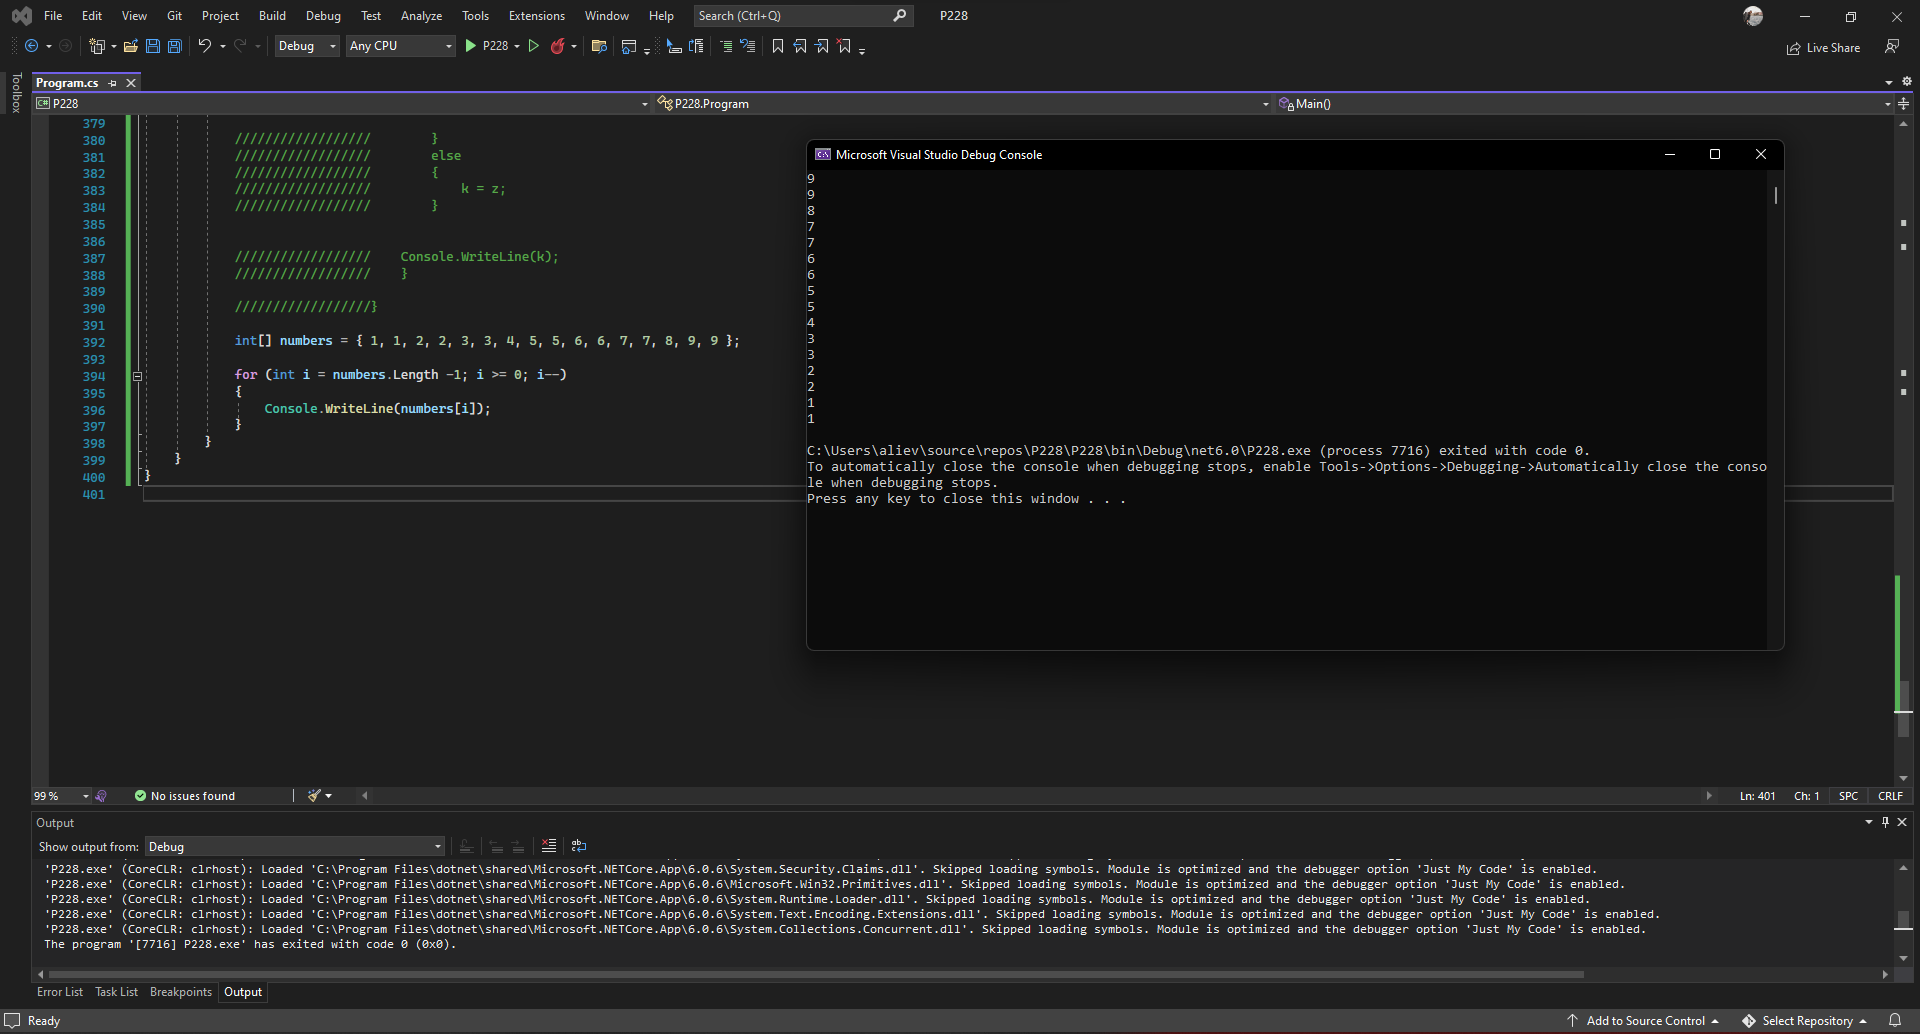 File Edit View Git Project Build Debug Test Analyze Tools Extensions Window Help Search (Ctrl+Q) P228
Debug Any CPU P228 Live Share
Toolbox
Program.cs
C# P228 P228.Program Main()
379
380 ////////////////// }
381 ////////////////// else
382 ////////////////// {
383 ////////////////// k = z;
384 ////////////////// }
385
386
387 ////////////////// Console.WriteLine(k);
388 ////////////////// }
389
390 //////////////////}
391
392 int[] numbers = { 1, 1, 2, 2, 3, 3, 4, 5, 5, 6, 6, 7, 7, 8, 9, 9 };
393
394 for (int i = numbers.Length -1; i >= 0; i--)
395 {
396 Console.WriteLine(numbers[i]);
397 }
398 }
399 }
400 }
401
Microsoft Visual Studio Debug Console
9
9
8
7
7
6
6
5
5
4
3
3
2
2
1
1
C:\Users\aliev\source\repos\P228\P228\bin\Debug\net6.0\P228.exe (process 7716) exited with code 0.
To automatically close the console when debugging stops, enable Tools->Options->Debugging->Automatically close the conso
le when debugging stops.
Press any key to close this window . . .
99 % No issues found Ln: 401 Ch: 1 SPC CRLF
Output
Show output from: Debug
'P228.exe' (CoreCLR: clrhost): Loaded 'C:\Program Files\dotnet\shared\Microsoft.NETCore.App\6.0.6\System.Security.Claims.dll'. Skipped loading symbols. Module is optimized and the debugger option 'Just My Code' is enabled.
'P228.exe' (CoreCLR: clrhost): Loaded 'C:\Program Files\dotnet\shared\Microsoft.NETCore.App\6.0.6\Microsoft.Win32.Primitives.dll'. Skipped loading symbols. Module is optimized and the debugger option 'Just My Code' is enabled.
'P228.exe' (CoreCLR: clrhost): Loaded 'C:\Program Files\dotnet\shared\Microsoft.NETCore.App\6.0.6\System.Runtime.Loader.dll'. Skipped loading symbols. Module is optimized and the debugger option 'Just My Code' is enabled.
'P228.exe' (CoreCLR: clrhost): Loaded 'C:\Program Files\dotnet\shared\Microsoft.NETCore.App\6.0.6\System.Text.Encoding.Extensions.dll'. Skipped loading symbols. Module is optimized and the debugger option 'Just My Code' is enabled.
'P228.exe' (CoreCLR: clrhost): Loaded 'C:\Program Files\dotnet\shared\Microsoft.NETCore.App\6.0.6\System.Collections.Concurrent.dll'. Skipped loading symbols. Module is optimized and the debugger option 'Just My Code' is enabled.
The program '[7716] P228.exe' has exited with code 0 (0x0).
Error List Task List Breakpoints Output
Ready Add to Source Control Select Repository